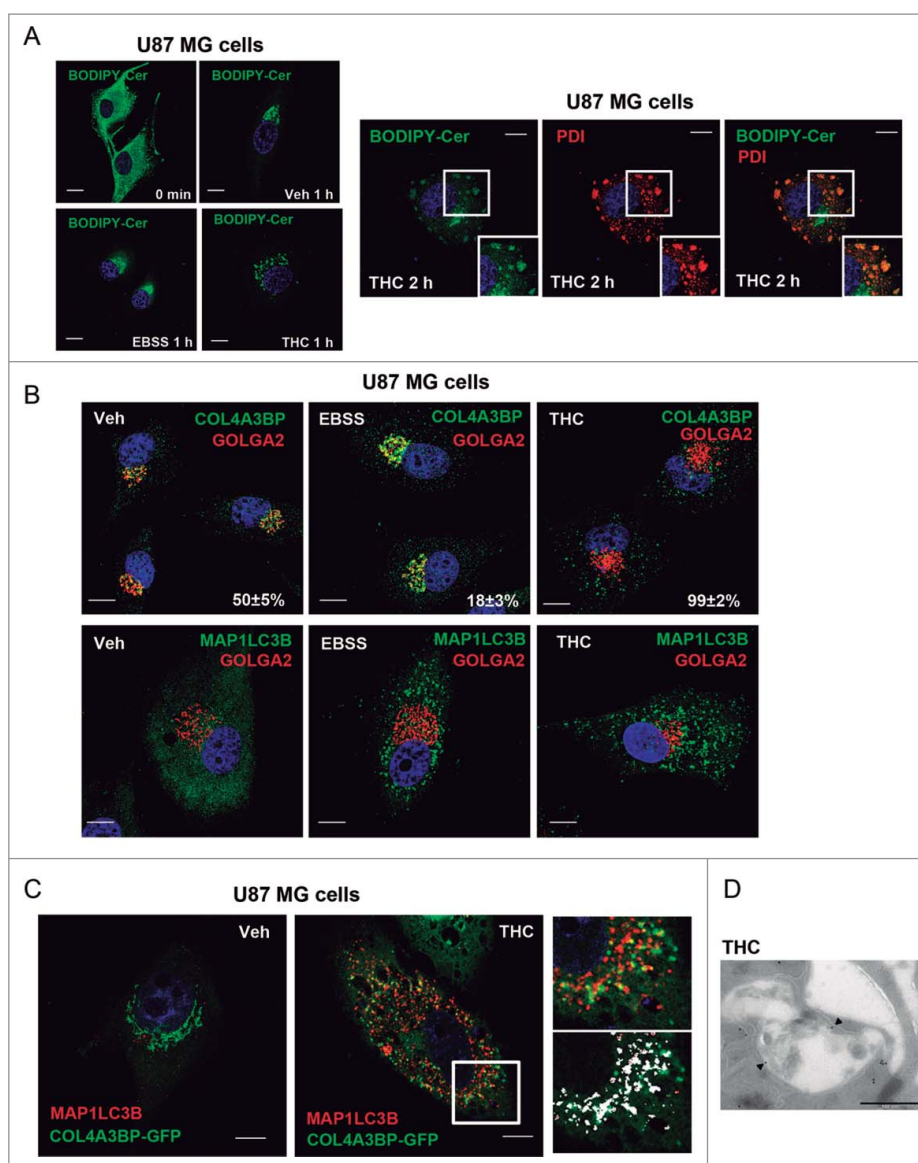 A
U87 MG cells
BODIPY-Cer
BODIPY-Cer
0 min
Veh 1 h
BODIPY-Cer
BODIPY-Cer
EBSS 1 h
THC 1 h
U87 MG cells
BODIPY-Cer
PDI
BODIPY-Cer
PDI
THC 2 h
THC 2 h
THC 2 h
B
U87 MG cells
Veh
COL4A3BP
GOLGA2
50±5%
EBSS
COL4A3BP
GOLGA2
18±3%
THC
COL4A3BP
GOLGA2
99±2%
Veh
MAP1LC3B
GOLGA2
EBSS
MAP1LC3B
GOLGA2
THC
MAP1LC3B
GOLGA2
C
U87 MG cells
Veh
MAP1LC3B
COL4A3BP-GFP
THC
MAP1LC3B
COL4A3BP-GFP
D
THC